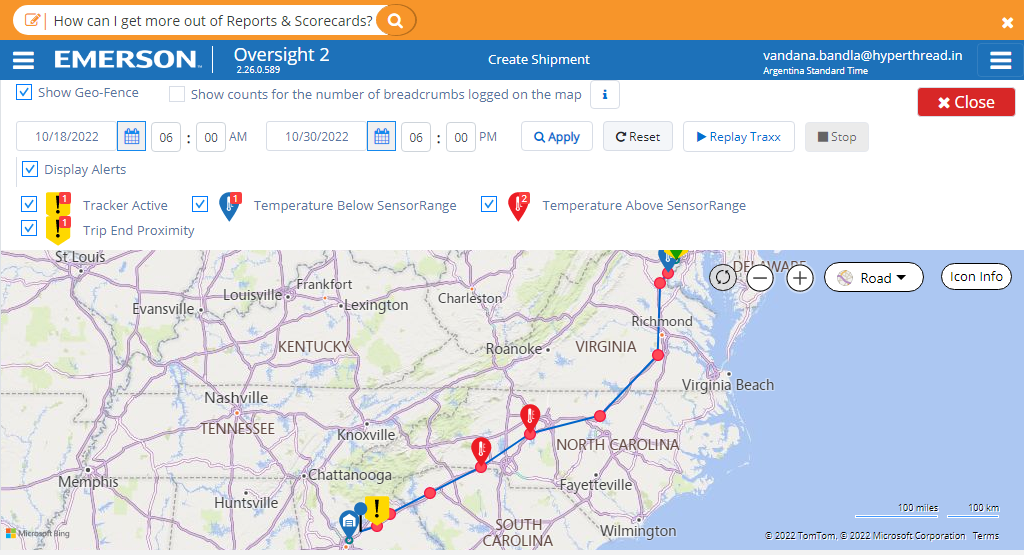 How can I get more out of Reports & Scorecards?
EMERSON™ Oversight 2
2.26.0.589
Create Shipment
vandana.bandla@hyperthread.in
Argentina Standard Time
Show Geo-Fence Show counts for the number of breadcrumbs logged on the map i
Close
10/18/2022 06 : 00 AM 10/30/2022 06 : 00 PM Apply Reset Replay Traxx Stop
Display Alerts
1 Tracker Active 1 Temperature Below SensorRange 2 Temperature Above SensorRange
1 Trip End Proximity
St Louis
DELAWARE
Road
Icon Info
Frankfort
Louisville
Lexington
Charleston
Evansville
Richmond
KENTUCKY
Roanoke
VIRGINIA
Virginia Beach
Nashville
TENNESSEE
Knoxville
NORTH CAROLINA
Chattanooga
Memphis
Fayetteville
Huntsville
100 miles 100 km
SOUTH
CAROLINA
Wilmington
Microsoft Bing
© 2022 TomTom, © 2022 Microsoft Corporation Terms